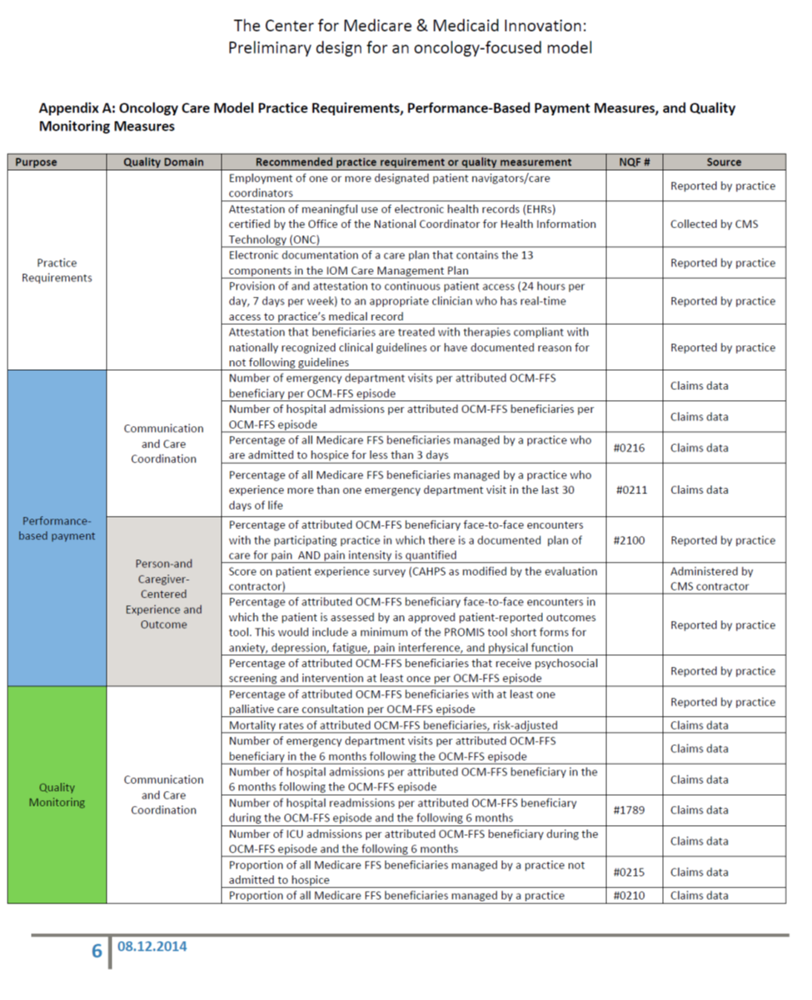 The Center for Medicare & Medicaid Innovation:
Preliminary design for an oncology-focused model
Appendix A: Oncology Care Model Practice Requirements, Performance-Based Payment Measures, and Quality
Monitoring Measures
Purpose Quality Domain Recommended practice requirement or quality measurement NQF # Source
Practice
Requirements
Employment of one or more designated patient navigators/care
coordinators
Reported by practice
Attestation of meaningful use of electronic health records (EHRs)
certified by the Office of the National Coordinator for Health Information
Technology (ONC)
Collected by CMS
Electronic documentation of a care plan that contains the 13
components in the IOM Care Management Plan
Reported by practice
Provision of and attestation to continuous patient access (24 hours per
day, 7 days per week) to an appropriate clinician who has real-time
access to practice's medical record
Reported by practice
Attestation that beneficiaries are treated with therapies compliant with
nationally recognized clinical guidelines or have documented reason for
not following guidelines
Reported by practice
Performance-
based payment
Communication
and Care
Coordination
Number of emergency department visits per attributed OCM-FFS
beneficiary per OCM-FFS episode
Claims data
Number of hospital admissions per attributed OCM-FFS beneficiaries per
OCM-FFS episode
Claims data
Percentage of all Medicare FFS beneficiaries managed by a practice who
are admitted to hospice for less than 3 days
#0216
Claims data
Percentage of all Medicare FFS beneficiaries managed by a practice who
experience more than one emergency department visit in the last 30
days of life
#0211
Claims data
Person-and
Caregiver-
Centered
Experience and
Outcome
Percentage of attributed OCM-FFS beneficiary face-to-face encounters
with the participating practice in which there is a documented plan of
care for pain AND pain intensity is quantified
#2100
Reported by practice
Score on patient experience survey (CAHPS as modified by the evaluation
contractor)
Administered by
CMS contractor
Percentage of attributed OCM-FFS beneficiary face-to-face encounters in
which the patient is assessed by an approved patient-reported outcomes
tool. This would include a minimum of the PROMIS tool short forms for
anxiety, depression, fatigue, pain interference, and physical function
Reported by practice
Percentage of attributed OCM-FFS beneficiaries that receive psychosocial
screening and intervention at least once per OCM-FFS episode
Reported by practice
Quality
Monitoring
Communication
and Care
Coordination
Percentage of attributed OCM-FFS beneficiaries with at least one
palliative care consultation per OCM-FFS episode
Reported by practice
Mortality rates of attributed OCM-FFS beneficiaries, risk-adjusted
Claims data
Number of emergency department visits per attributed OCM-FFS
beneficiary in the 6 months following the OCM-FFS episode
Claims data
Number of hospital admissions per attributed OCM-FFS beneficiary in the
6 months following the OCM-FFS episode
Claims data
Number of hospital readmissions per attributed OCM-FFS beneficiary
during the OCM-FFS episode and the following 6 months
#1789
Claims data
Number of ICU admissions per attributed OCM-FFS beneficiary during the
OCM-FFS episode and the following 6 months
Claims data
Proportion of all Medicare FFS beneficiaries managed by a practice not
admitted to hospice
#0215
Claims data
Proportion of all Medicare FFS beneficiaries managed by a practice
#0210
Claims data
6 08.12.2014